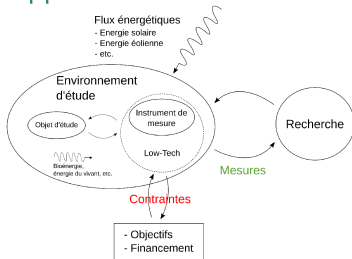 Flux énergétiques
- Energie solaire
- Energie éolienne
- etc.
Environnement
d'étude
Instrument de
mesure
Objet d'étude
Low-Tech
Bioénergie,
énergie du vivant, etc.
Recherche
Mesures
Contraintes
- Objectifs
- Financement